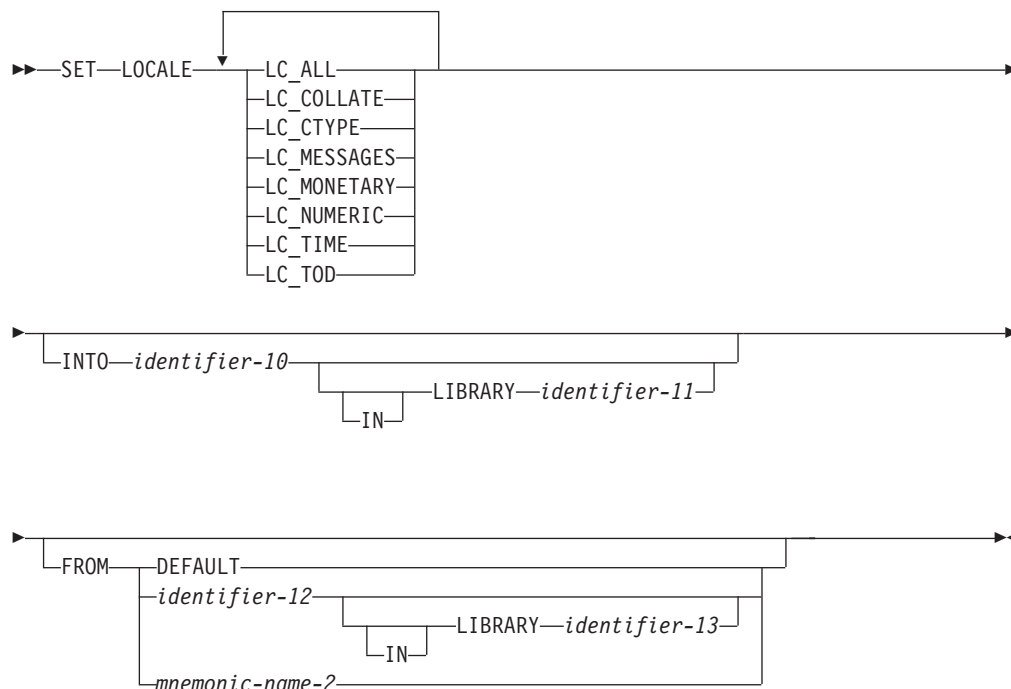 SET LOCALE LC_ALL
LC_COLLATE
LC_CTYPE
LC_MESSAGES
LC_MONETARY
LC_NUMERIC
LC_TIME
LC_TOD
INTO identifier-10
LIBRARY identifier-11
IN
FROM DEFAULT
identifier-12
LIBRARY identifier-13
IN
mnemonic-name-2